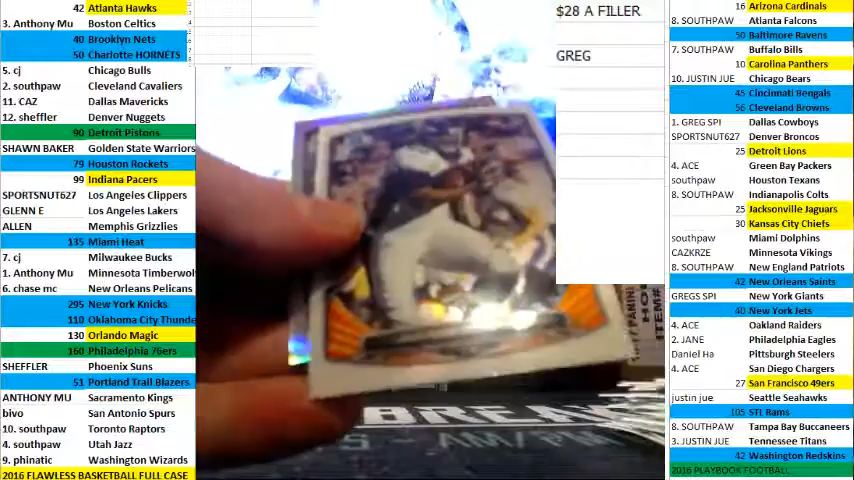 42 Atlanta Hawks
3. Anthony Mu Boston Celtics
40 Brooklyn Nets
50 Charlotte HORNETS
5. cj Chicago Bulls
2. southpaw Cleveland Cavaliers
11. CAZ Dallas Mavericks
12. sheffler Denver Nuggets
90 Detroit Pistons
SHAWN BAKER Golden State Warriors
79 Houston Rockets
99 Indiana Pacers
SPORTSNUT627 Los Angeles Clippers
GLENN E Los Angeles Lakers
ALLEN Memphis Grizzlies
135 Miami Heat
7. cj Milwaukee Bucks
1. Anthony Mu Minnesota Timberwol
6. chase mc New Orleans Pelicans
295 New York Knicks
110 Oklahoma City Thunde
130 Orlando Magic
160 Philadelphia 76ers
SHEFFLER Phoenix Suns
51 Portland Trail Blazers
ANTHONY MU Sacramento Kings
bivo San Antonio Spurs
10. southpaw Toronto Raptors
4. southpaw Utah Jazz
9. phinatic Washington Wizards
2016 FLAWLESS BASKETBALL FULL CASE
$28 A FILLER
GREG
BREAK
- AM/PM
16 Arizona Cardinals
8. SOUTHPAW Atlanta Falcons
50 Baltimore Ravens
7. SOUTHPAW Buffalo Bills
10 Carolina Panthers
10. JUSTIN JUE Chicago Bears
45 Cincinnati Bengals
56 Cleveland Browns
1. GREG SPI Dallas Cowboys
SPORTSNUT627 Denver Broncos
25 Detroit Lions
4. ACE Green Bay Packers
southpaw Houston Texans
8. SOUTHPAW Indianapolis Colts
25 Jacksonville Jaguars
30 Kansas City Chiefs
southpaw Miami Dolphins
CAZKRZE Minnesota Vikings
8. SOUTHPAW New England Patriots
42 New Orleans Saints
GREGS SPI New York Giants
40 New York Jets
4. ACE Oakland Raiders
2. JANE Philadelphia Eagles
Daniel Ha Pittsburgh Steelers
4. ACE San Diego Chargers
27 San Francisco 49ers
justin jue Seattle Seahawks
105 STL Rams
8. SOUTHPAW Tampa Bay Buccaneers
3. JUSTIN JUE Tennessee Titans
42 Washington Redskins
2016 PLAYBOOK FOOTBALL